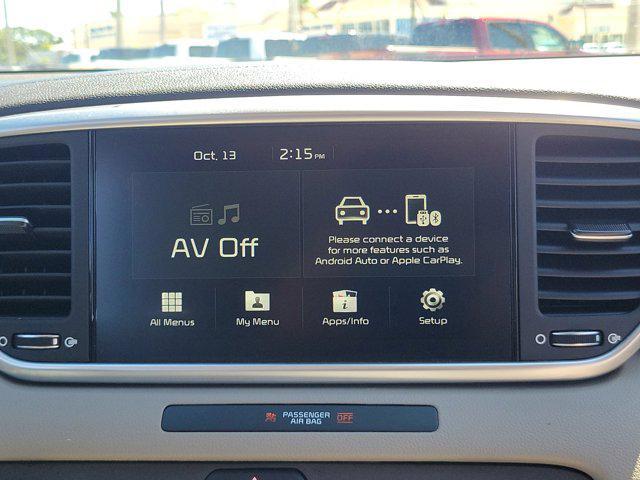 Oct. 13 2:15 PM
AV Off
Please connect a device
for more features such as
Android Auto or Apple CarPlay.
All Menus My Menu Apps/Info Setup
PASSENGER
AIR BAG OFF